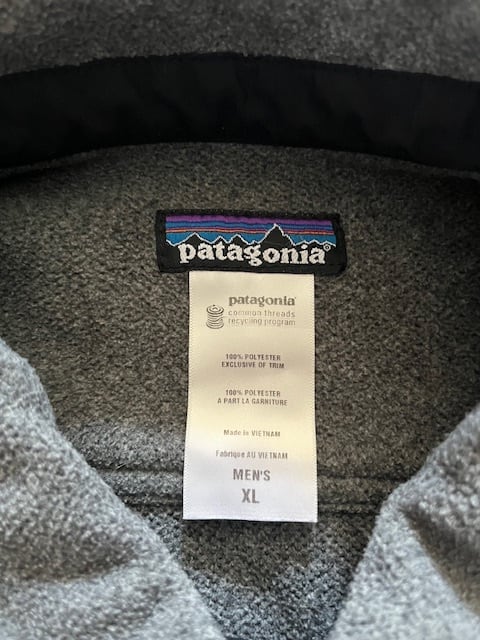 patagonia®
patagonia®
common threads
recycling program
100% POLYESTER
EXCLUSIVE OF TRIM
100% POLYESTER
A PART LA GARNITURE
Made in VIETNAM
Fabriqué AU VIETNAM
MEN'S
XL